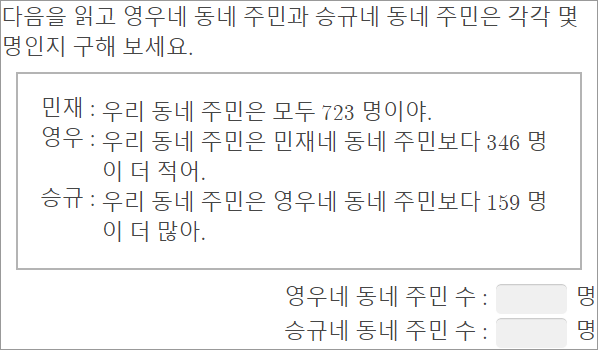 다음을 읽고 영우네 동네 주민과 승규네 동네 주민은 각각 몇
명인지 구해 보세요.
민재 : 우리 동네 주민은 모두 723 명이야.
영우 : 우리 동네 주민은 민재네 동네 주민보다 346 명
이 더 적어.
승규 : 우리 동네 주민은 영우네 동네 주민보다 159 명
이 더 많아.
영우네 동네 주민 수 : 명
승규네 동네 주민 수 : 명